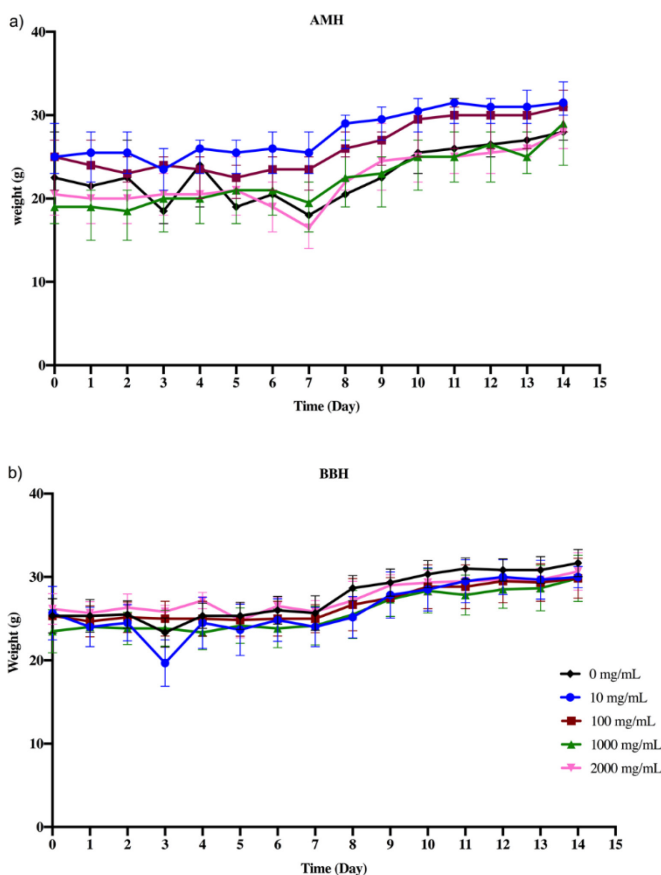 a)
AMH
40
30
20
10
0
weight (g)
0 1 2 3 4 5 6 7 8 9 10 11 12 13 14 15
Time (Day)
b)
BBH
40
30
20
10
0
Weight (g)
0 mg/mL
10 mg/mL
100 mg/mL
1000 mg/mL
2000 mg/mL
0 1 2 3 4 5 6 7 8 9 10 11 12 13 14 15
Time (Day)